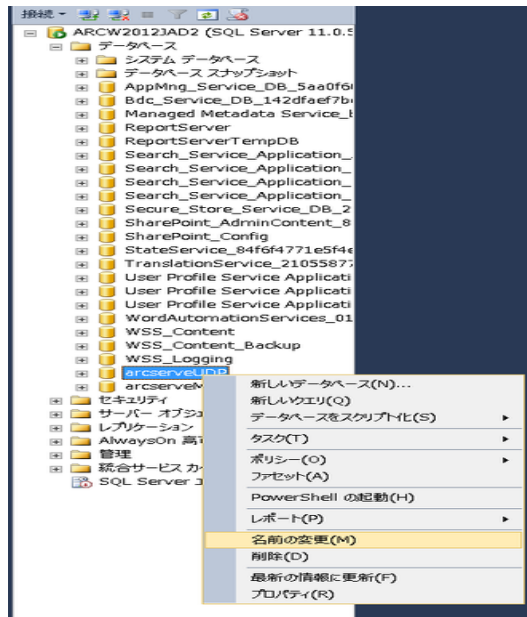 接続▾
ARCW2012JAD2 (SQL Server 11.0.5
データベース
システム データベース
データベース スナップショット
AppMng_Service_DB_5aa0f6
Bdc_Service_DB_142dfaef7b
Managed Metadata Service_
ReportServer
ReportServerTempDB
Search_Service_Application_
Search_Service_Application_
Search_Service_Application_
Search_Service_Application_
Secure_Store_Service_DB_2
SharePoint_AdminContent_8
SharePoint_Config
StateService_84f6f4771e5f4e
TranslationService_21055877
User Profile Service Applicati
User Profile Service Applicati
User Profile Service Applicati
WordAutomationServices_01
WSS_Content
WSS_Content_Backup
WSS_Logging
arcserveUDP
arcserveM
セキュリティ
サーバー オブジェ
レプリケーション
AlwaysOn 高
管理
統合サービス カ
SQL Server
新しいデータベース(N)...
新しいクエリ(Q)
データベースをスクリプト化(S)
タスク(T)
ポリシー(O)
ファセット(A)
PowerShell の起動(H)
レポート(P)
名前の変更(M)
削除(D)
最新の情報に更新(F)
プロパティ(R)